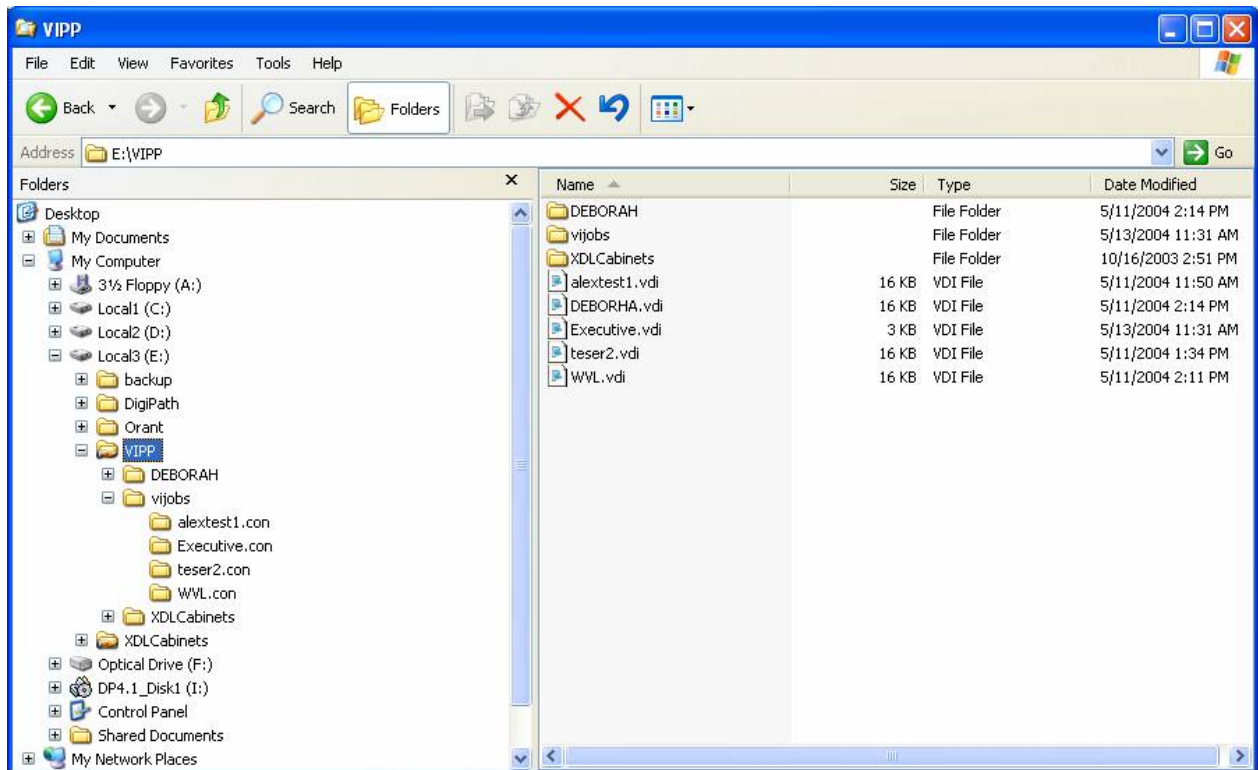 VIPP
File Edit View Favorites Tools Help
Back Search Folders
Address E:\VIPP Go
Folders
Desktop
My Documents
My Computer
3½ Floppy (A:)
Local1 (C:)
Local2 (D:)
Local3 (E:)
backup
DigiPath
Orant
VIPP
DEBORAH
vijobs
alextest1.con
Executive.con
teser2.con
WVL.con
XDLCabinets
XDLCabinets
Optical Drive (F:)
DP4.1_Disk1 (I:)
Control Panel
Shared Documents
My Network Places
Name Size Type Date Modified
DEBORAH File Folder 5/11/2004 2:14 PM
vijobs File Folder 5/13/2004 11:31 AM
XDLCabinets File Folder 10/16/2003 2:51 PM
alextest1.vdi 16 KB VDI File 5/11/2004 11:50 AM
DEBORHA.vdi 16 KB VDI File 5/11/2004 2:14 PM
Executive.vdi 3 KB VDI File 5/13/2004 11:31 AM
teser2.vdi 16 KB VDI File 5/11/2004 1:34 PM
WVL.vdi 16 KB VDI File 5/11/2004 2:11 PM